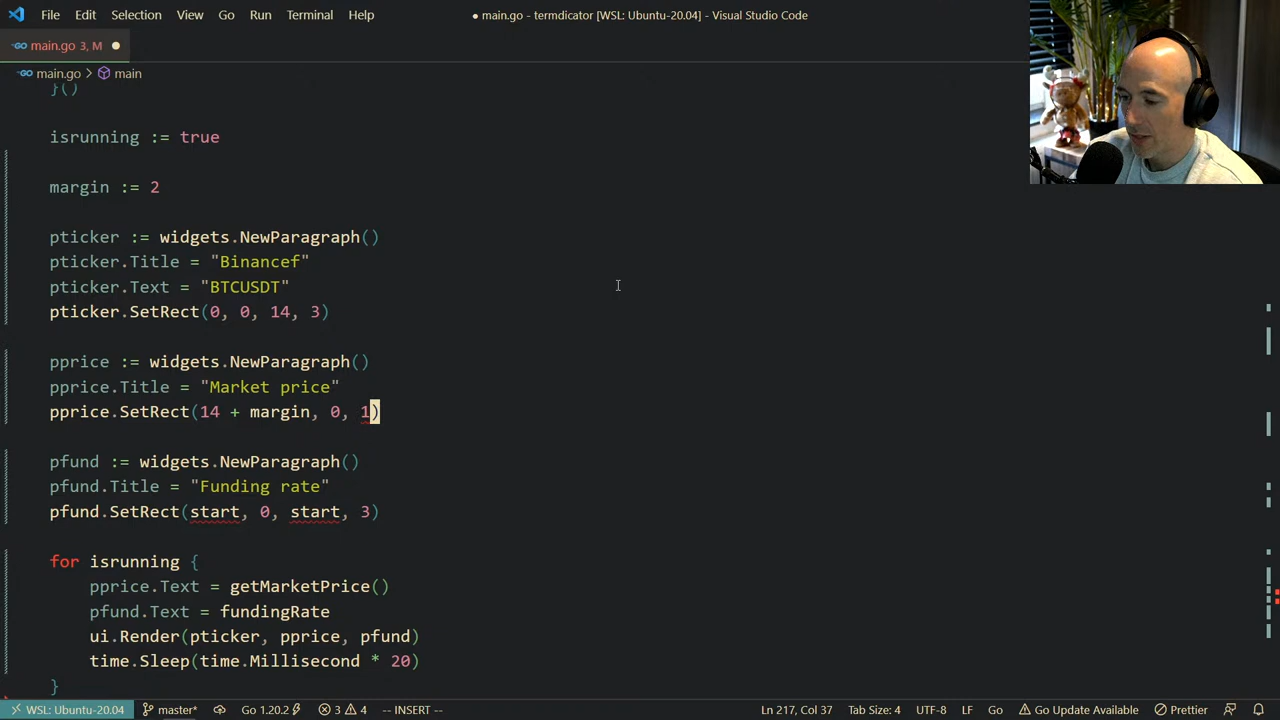 File Edit Selection View Go Run Terminal Help
● main.go - termdicator [WSL: Ubuntu-20.04] - Visual Studio Code
main.go 3, M ●
main.go > main
}()
isrunning := true
margin := 2
pticker := widgets.NewParagraph()
pticker.Title = "Binancef"
pticker.Text = "BTCUSDT"
pticker.SetRect(0, 0, 14, 3)
pprice := widgets.NewParagraph()
pprice.Title = "Market price"
pprice.SetRect(14 + margin, 0, 1)
pfund := widgets.NewParagraph()
pfund.Title = "Funding rate"
pfund.SetRect(start, 0, start, 3)
for isrunning {
pprice.Text = getMarketPrice()
pfund.Text = fundingRate
ui.Render(pticker, pprice, pfund)
time.Sleep(time.Millisecond * 20)
}
WSL: Ubuntu-20.04 master* Go 1.20.2 3 4 -- INSERT -- Ln 217, Col 37 Tab Size: 4 UTF-8 LF Go Go Update Available Prettier